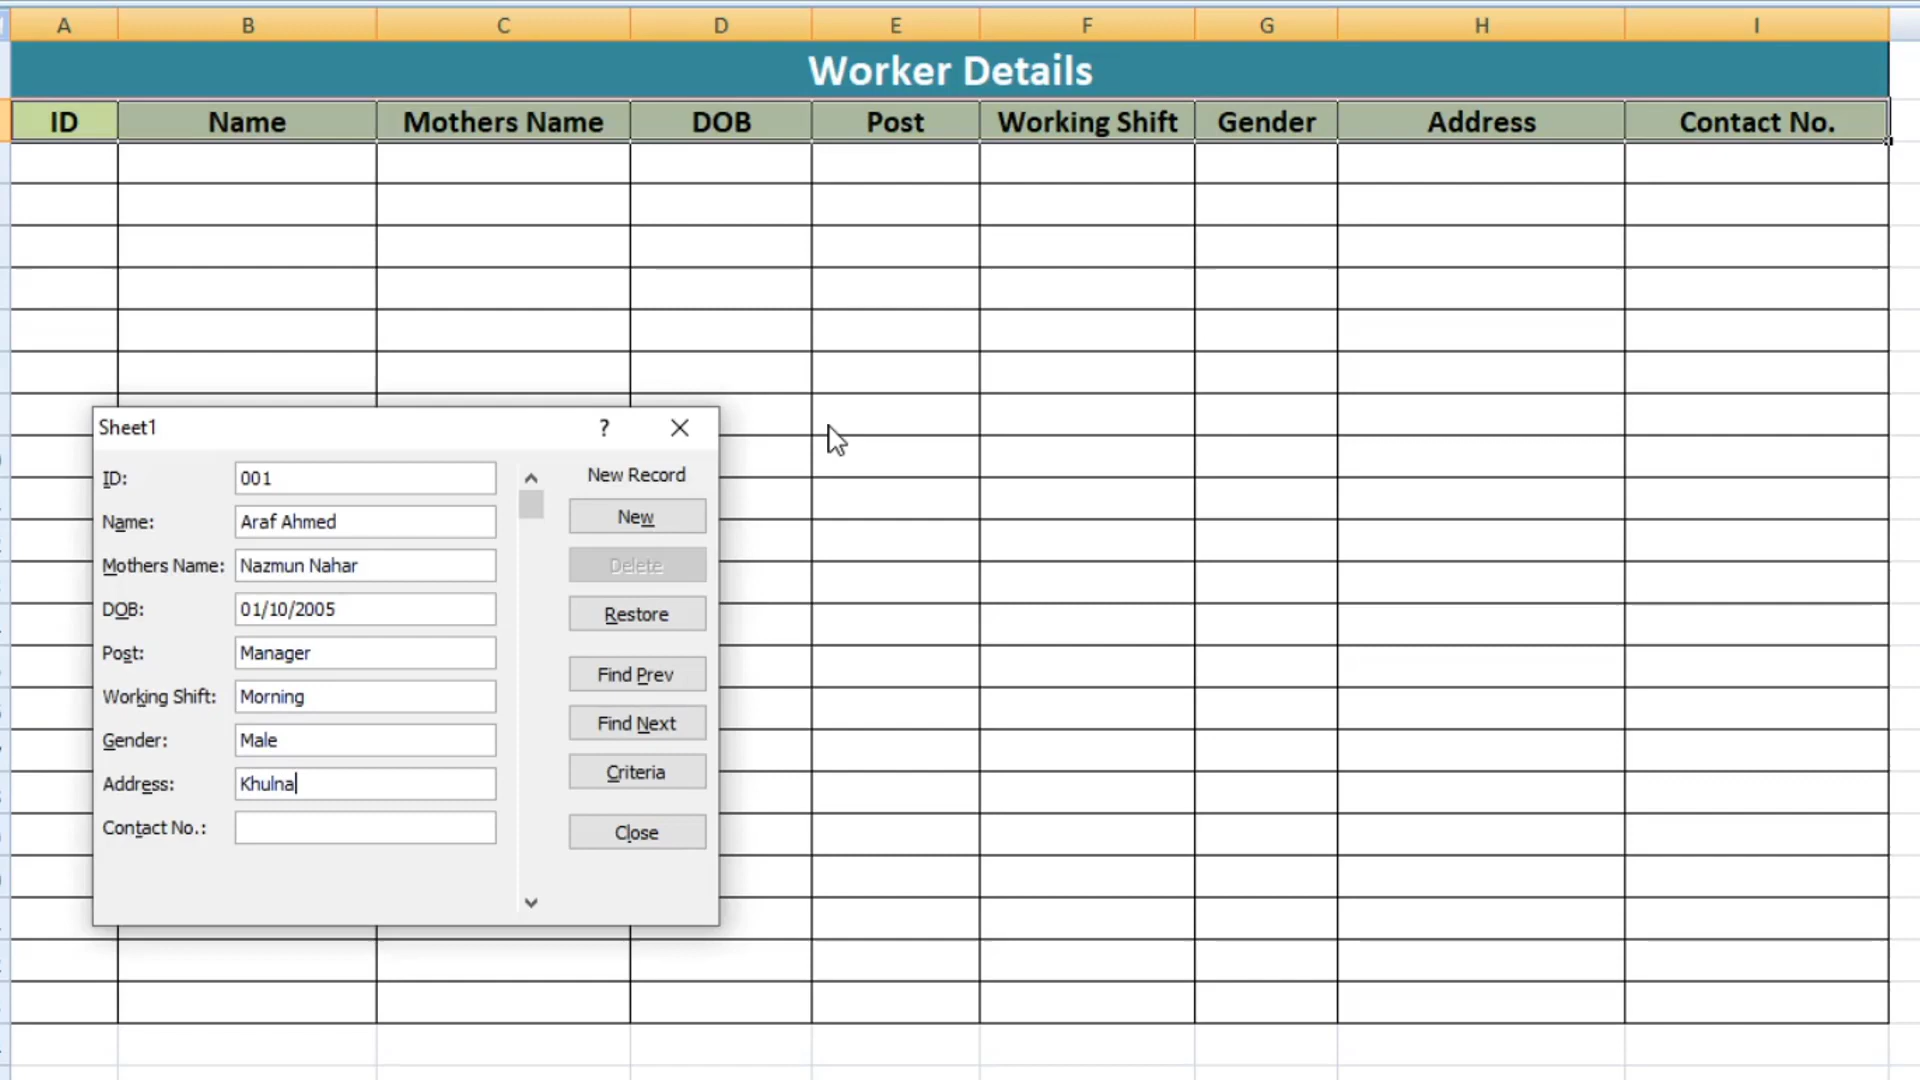 A B C D E F G H I
Worker Details
ID Name Mothers Name DOB Post Working Shift Gender Address Contact No.
Sheet1 ?
ID: 001 New Record
Name: Araf Ahmed New
Mothers Name: Nazmun Nahar Delete
DOB: 01/10/2005 Restore
Post: Manager Find Prev
Working Shift: Morning Find Next
Gender: Male Criteria
Address: Khulna
Contact No.: Close